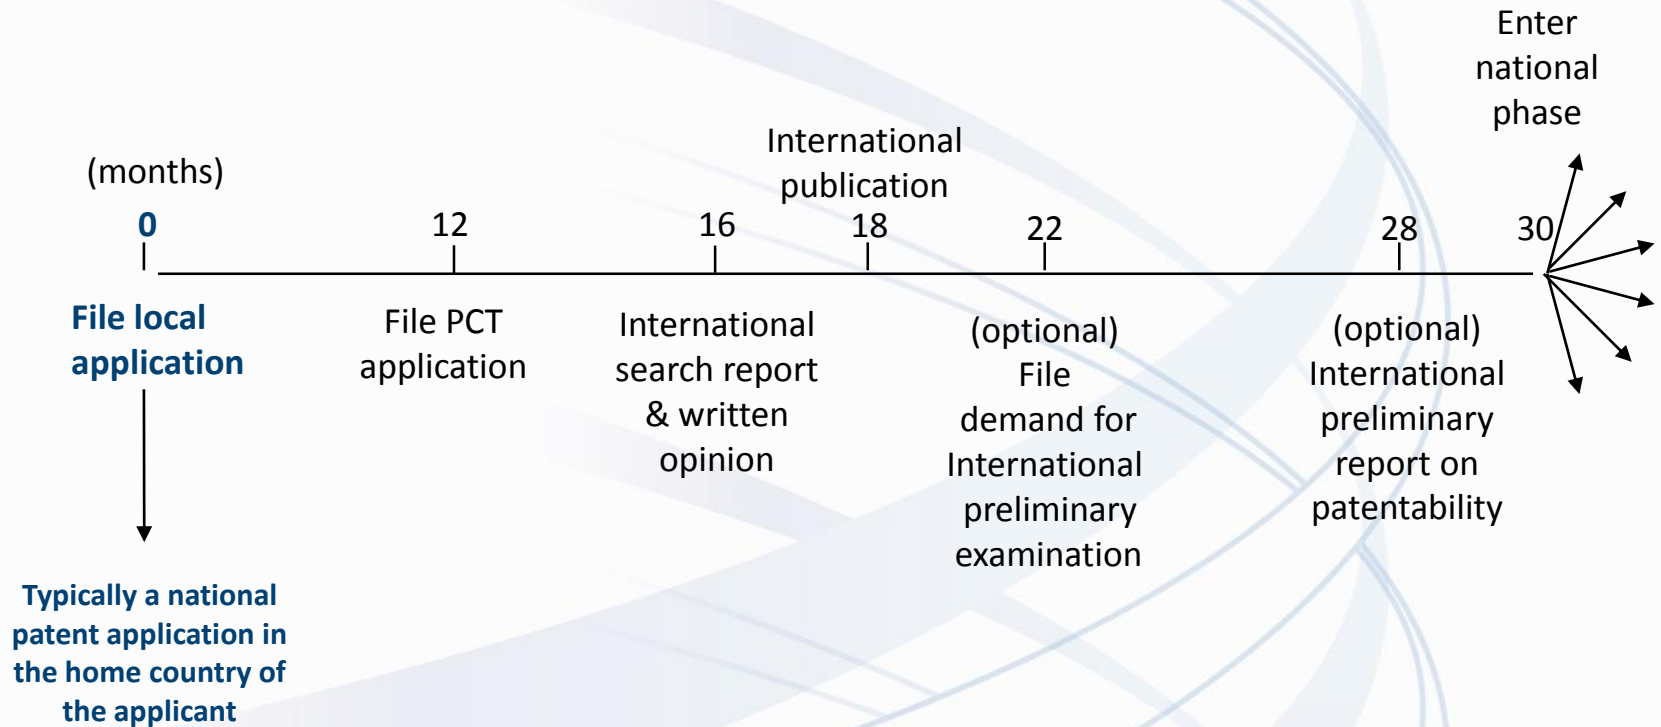 Enter
national
phase
International
publication
(months)
0
12
16
18
22
28
30
File local
application
File PCT
application
International
search report
& written
opinion
(optional)
File
demand for
International
preliminary
examination
(optional)
International
preliminary
report on
patentability
Typically a national
patent application in
the home country of
the applicant